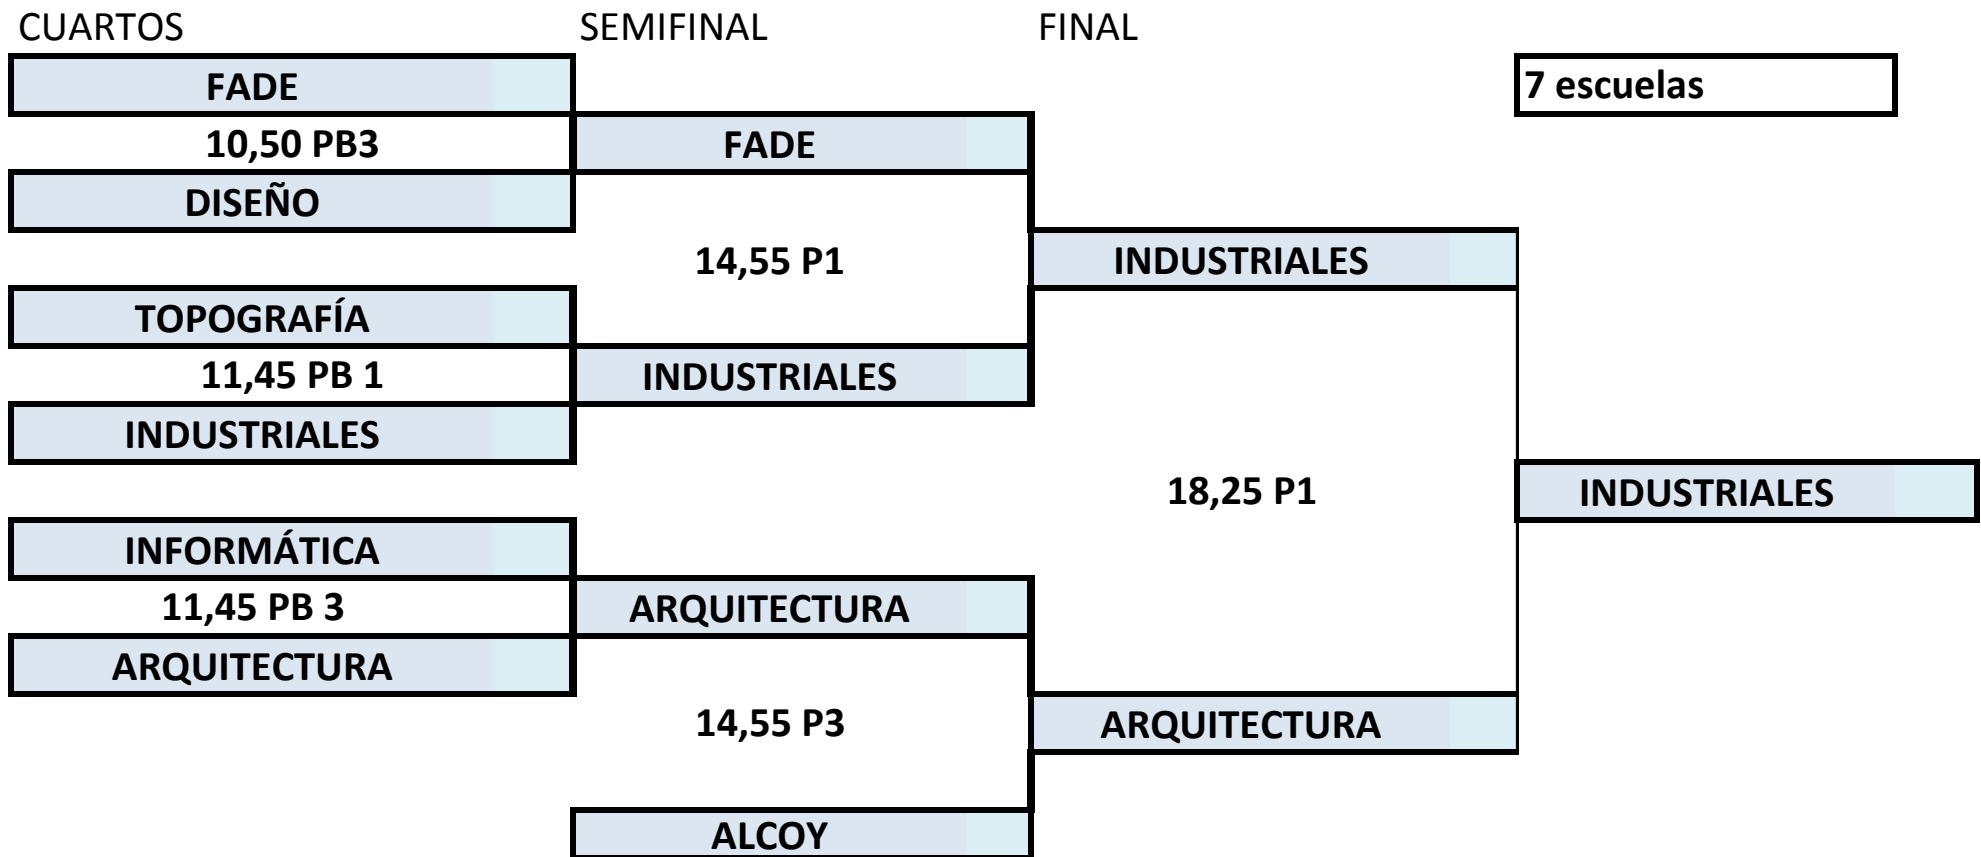 CUARTOS SEMIFINAL FINAL
FADE
7 escuelas
10,50 PB3
FADE
DISEÑO
14,55 P1
INDUSTRIALES
TOPOGRAFÍA
11,45 PB 1
INDUSTRIALES
INDUSTRIALES
18,25 P1
INDUSTRIALES
INFORMÁTICA
11,45 PB 3
ARQUITECTURA
ARQUITECTURA
14,55 P3
ARQUITECTURA
ALCOY